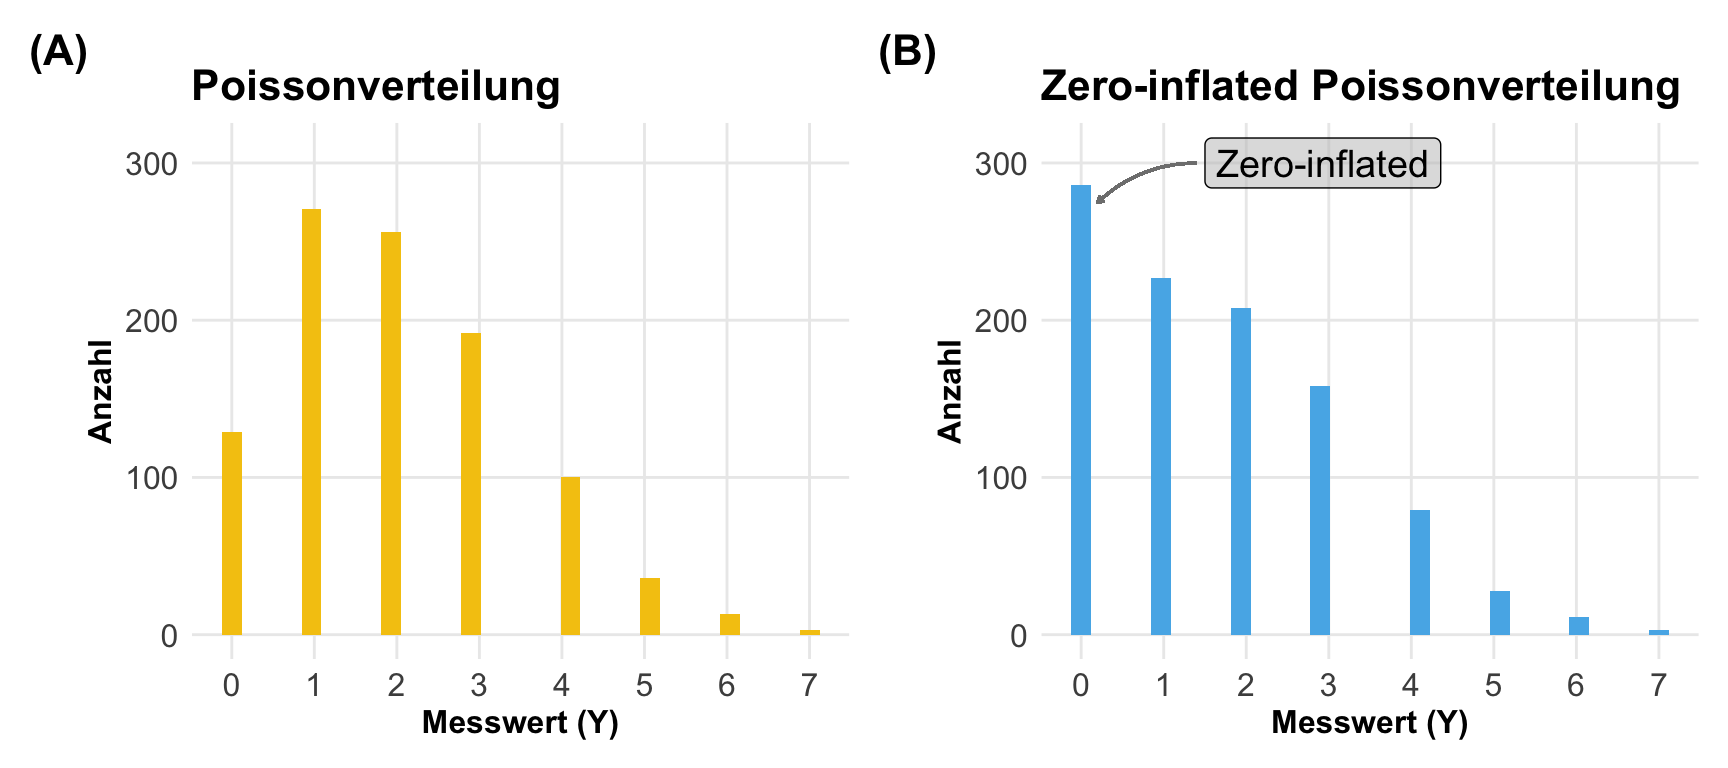 (A)
Poissonverteilung
300
200
100
0
Anzahl
0 1 2 3 4 5 6 7
Messwert (Y)
(B)
Zero-inflated Poissonverteilung
Zero-inflated
300
200
100
0
Anzahl
0 1 2 3 4 5 6 7
Messwert (Y)